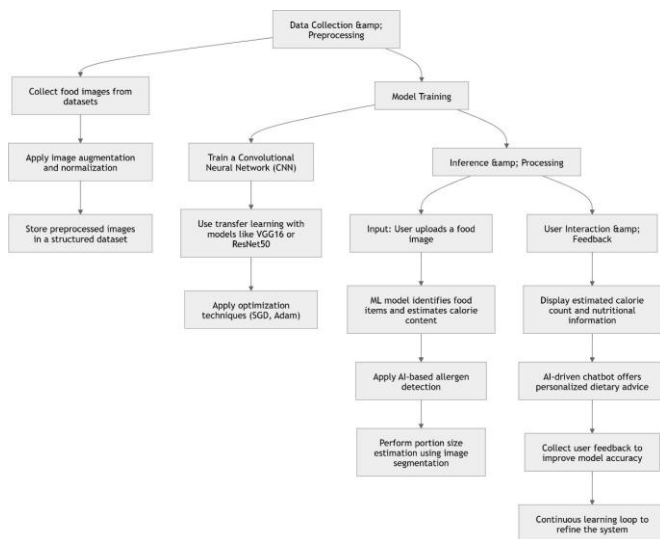 Data Collection &amp;
Preprocessing
Collect food images from
datasets
Model Training
Apply image augmentation
and normalization
Train a Convolutional
Neural Network (CNN)
Inference &amp; Processing
Store preprocessed images
in a structured dataset
Use transfer learning with
models like VGG16 or
ResNet50
Input: User uploads a food
image
User Interaction &amp;
Feedback
Apply optimization
techniques (SGD, Adam)
ML model identifies food
items and estimates calorie
content
Display estimated calorie
count and nutritional
information
Apply AI-based allergen
detection
AI-driven chatbot offers
personalized dietary advice
Perform portion size
estimation using image
segmentation
Collect user feedback to
improve model accuracy
Continuous learning loop to
refine the system